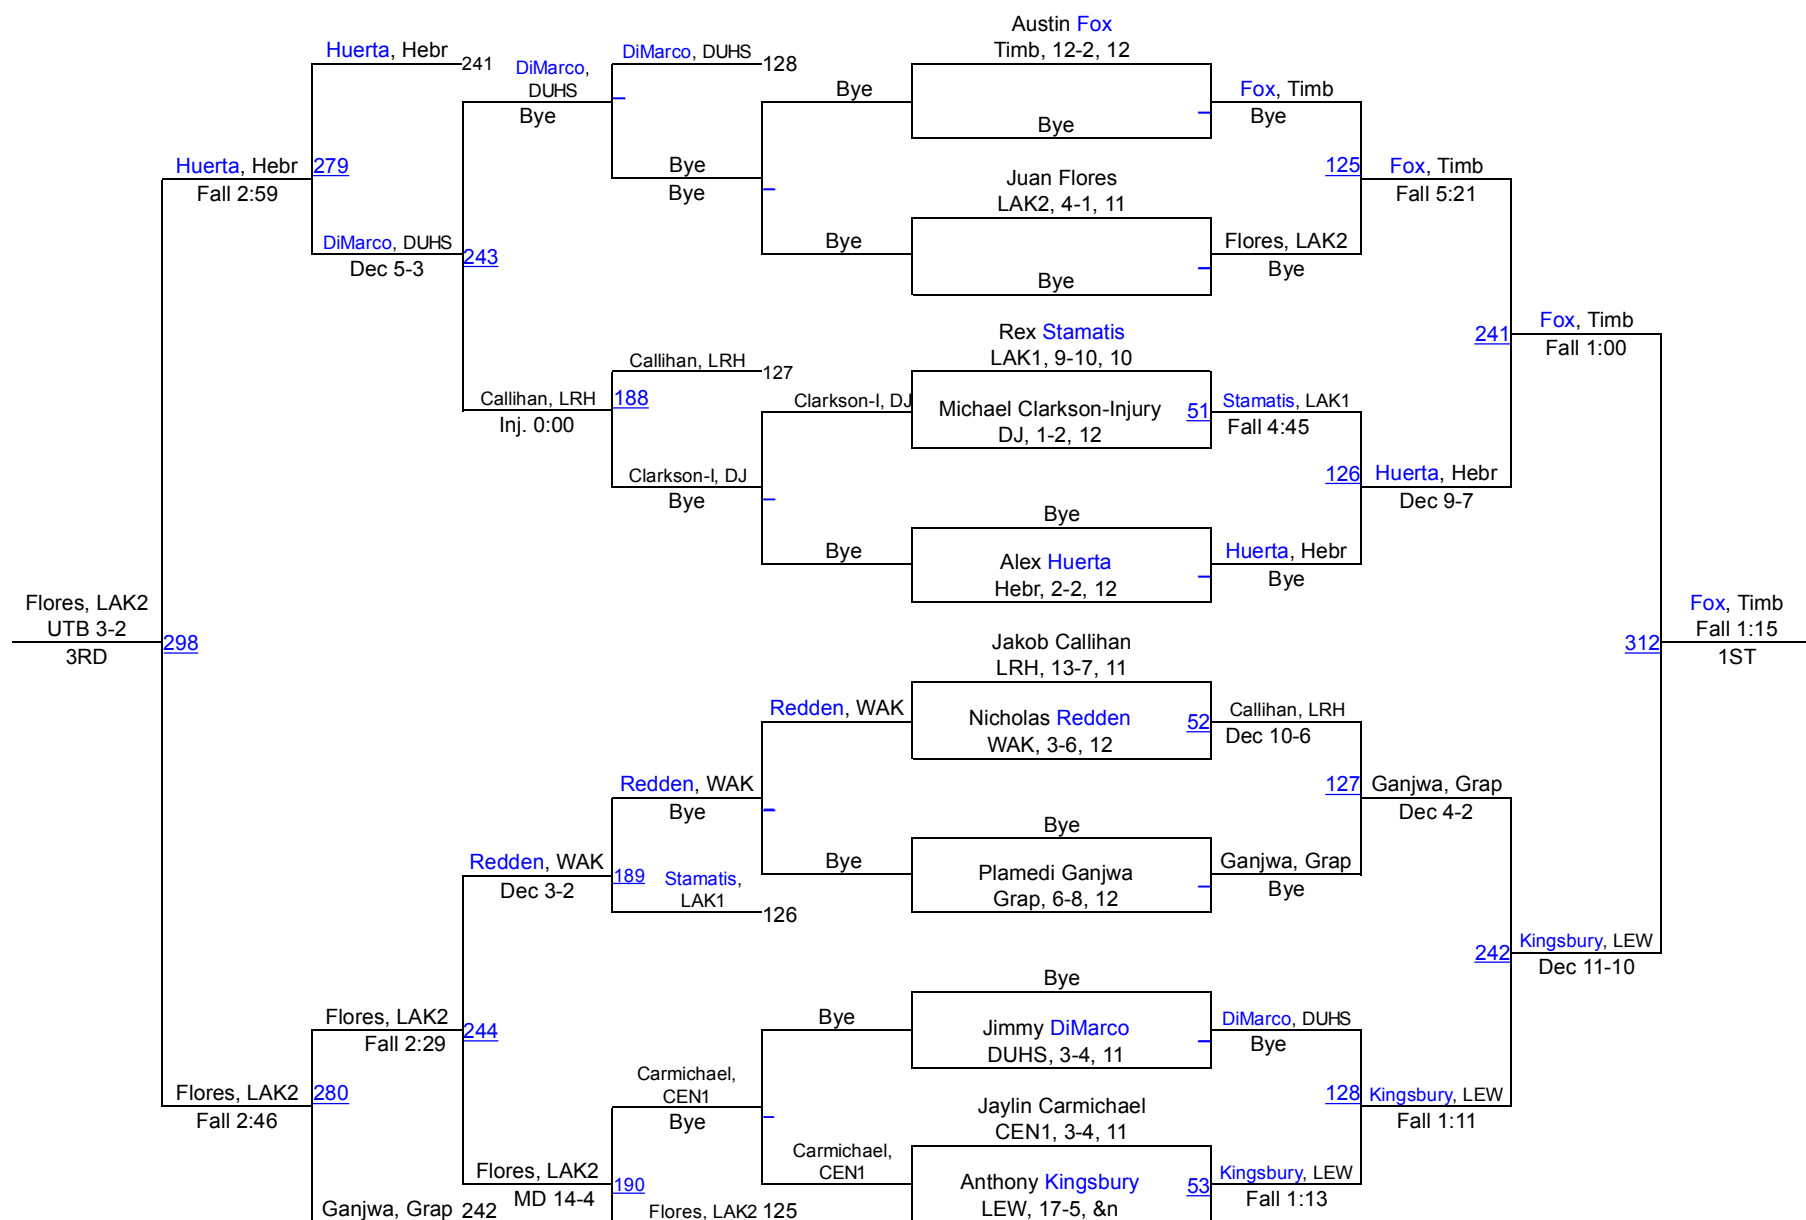 Austin Fox
Timb, 12-2, 12
Huerta, Hebr
241
DiMarco, DUHS
128
DiMarco,
DUHS
Bye
Bye
Bye
Fox, Timb
Bye
Huerta, Hebr
Fall 2:59
279
Bye
Bye
Juan Flores
LAK2, 4-1, 11
125
Fox, Timb
Fall 5:21
DiMarco, DUHS
Dec 5-3
243
Bye
Bye
Flores, LAK2
Bye
Rex Stamatis
LAK1, 9-10, 10
241
Fox, Timb
Fall 1:00
Callihan, LRH
127
Callihan, LRH
Inj. 0:00
188
Clarkson-I, DJ
Michael Clarkson-Injury
DJ, 1-2, 12
51
Stamatis, LAK1
Fall 4:45
Clarkson-I, DJ
Bye
126
Huerta, Hebr
Dec 9-7
Bye
Bye
Alex Huerta
Hebr, 2-2, 12
Huerta, Hebr
Bye
Flores, LAK2
UTB 3-2
3RD
298
Jakob Callihan
LRH, 13-7, 11
312
Fox, Timb
Fall 1:15
1ST
Redden, WAK
Nicholas Redden
WAK, 3-6, 12
52
Callihan, LRH
Dec 10-6
Redden, WAK
Bye
127
Ganjwa, Grap
Dec 4-2
Bye
Redden, WAK
Dec 3-2
189
Stamatis,
LAK1
126
Bye
Plamedi Ganjwa
Grap, 6-8, 12
Ganjwa, Grap
Bye
242
Kingsbury, LEW
Dec 11-10
Bye
Flores, LAK2
Fall 2:29
244
Bye
Jimmy DiMarco
DUHS, 3-4, 11
DiMarco, DUHS
Bye
Flores, LAK2
Fall 2:46
280
Carmichael,
CEN1
Bye
Jaylin Carmichael
CEN1, 3-4, 11
128
Kingsbury, LEW
Fall 1:11
Flores, LAK2
MD 14-4
190
Carmichael,
CEN1
Anthony Kingsbury
LEW, 17-5, &n
53
Kingsbury, LEW
Fall 1:13
Ganjwa, Grap
242
Flores, LAK2
125